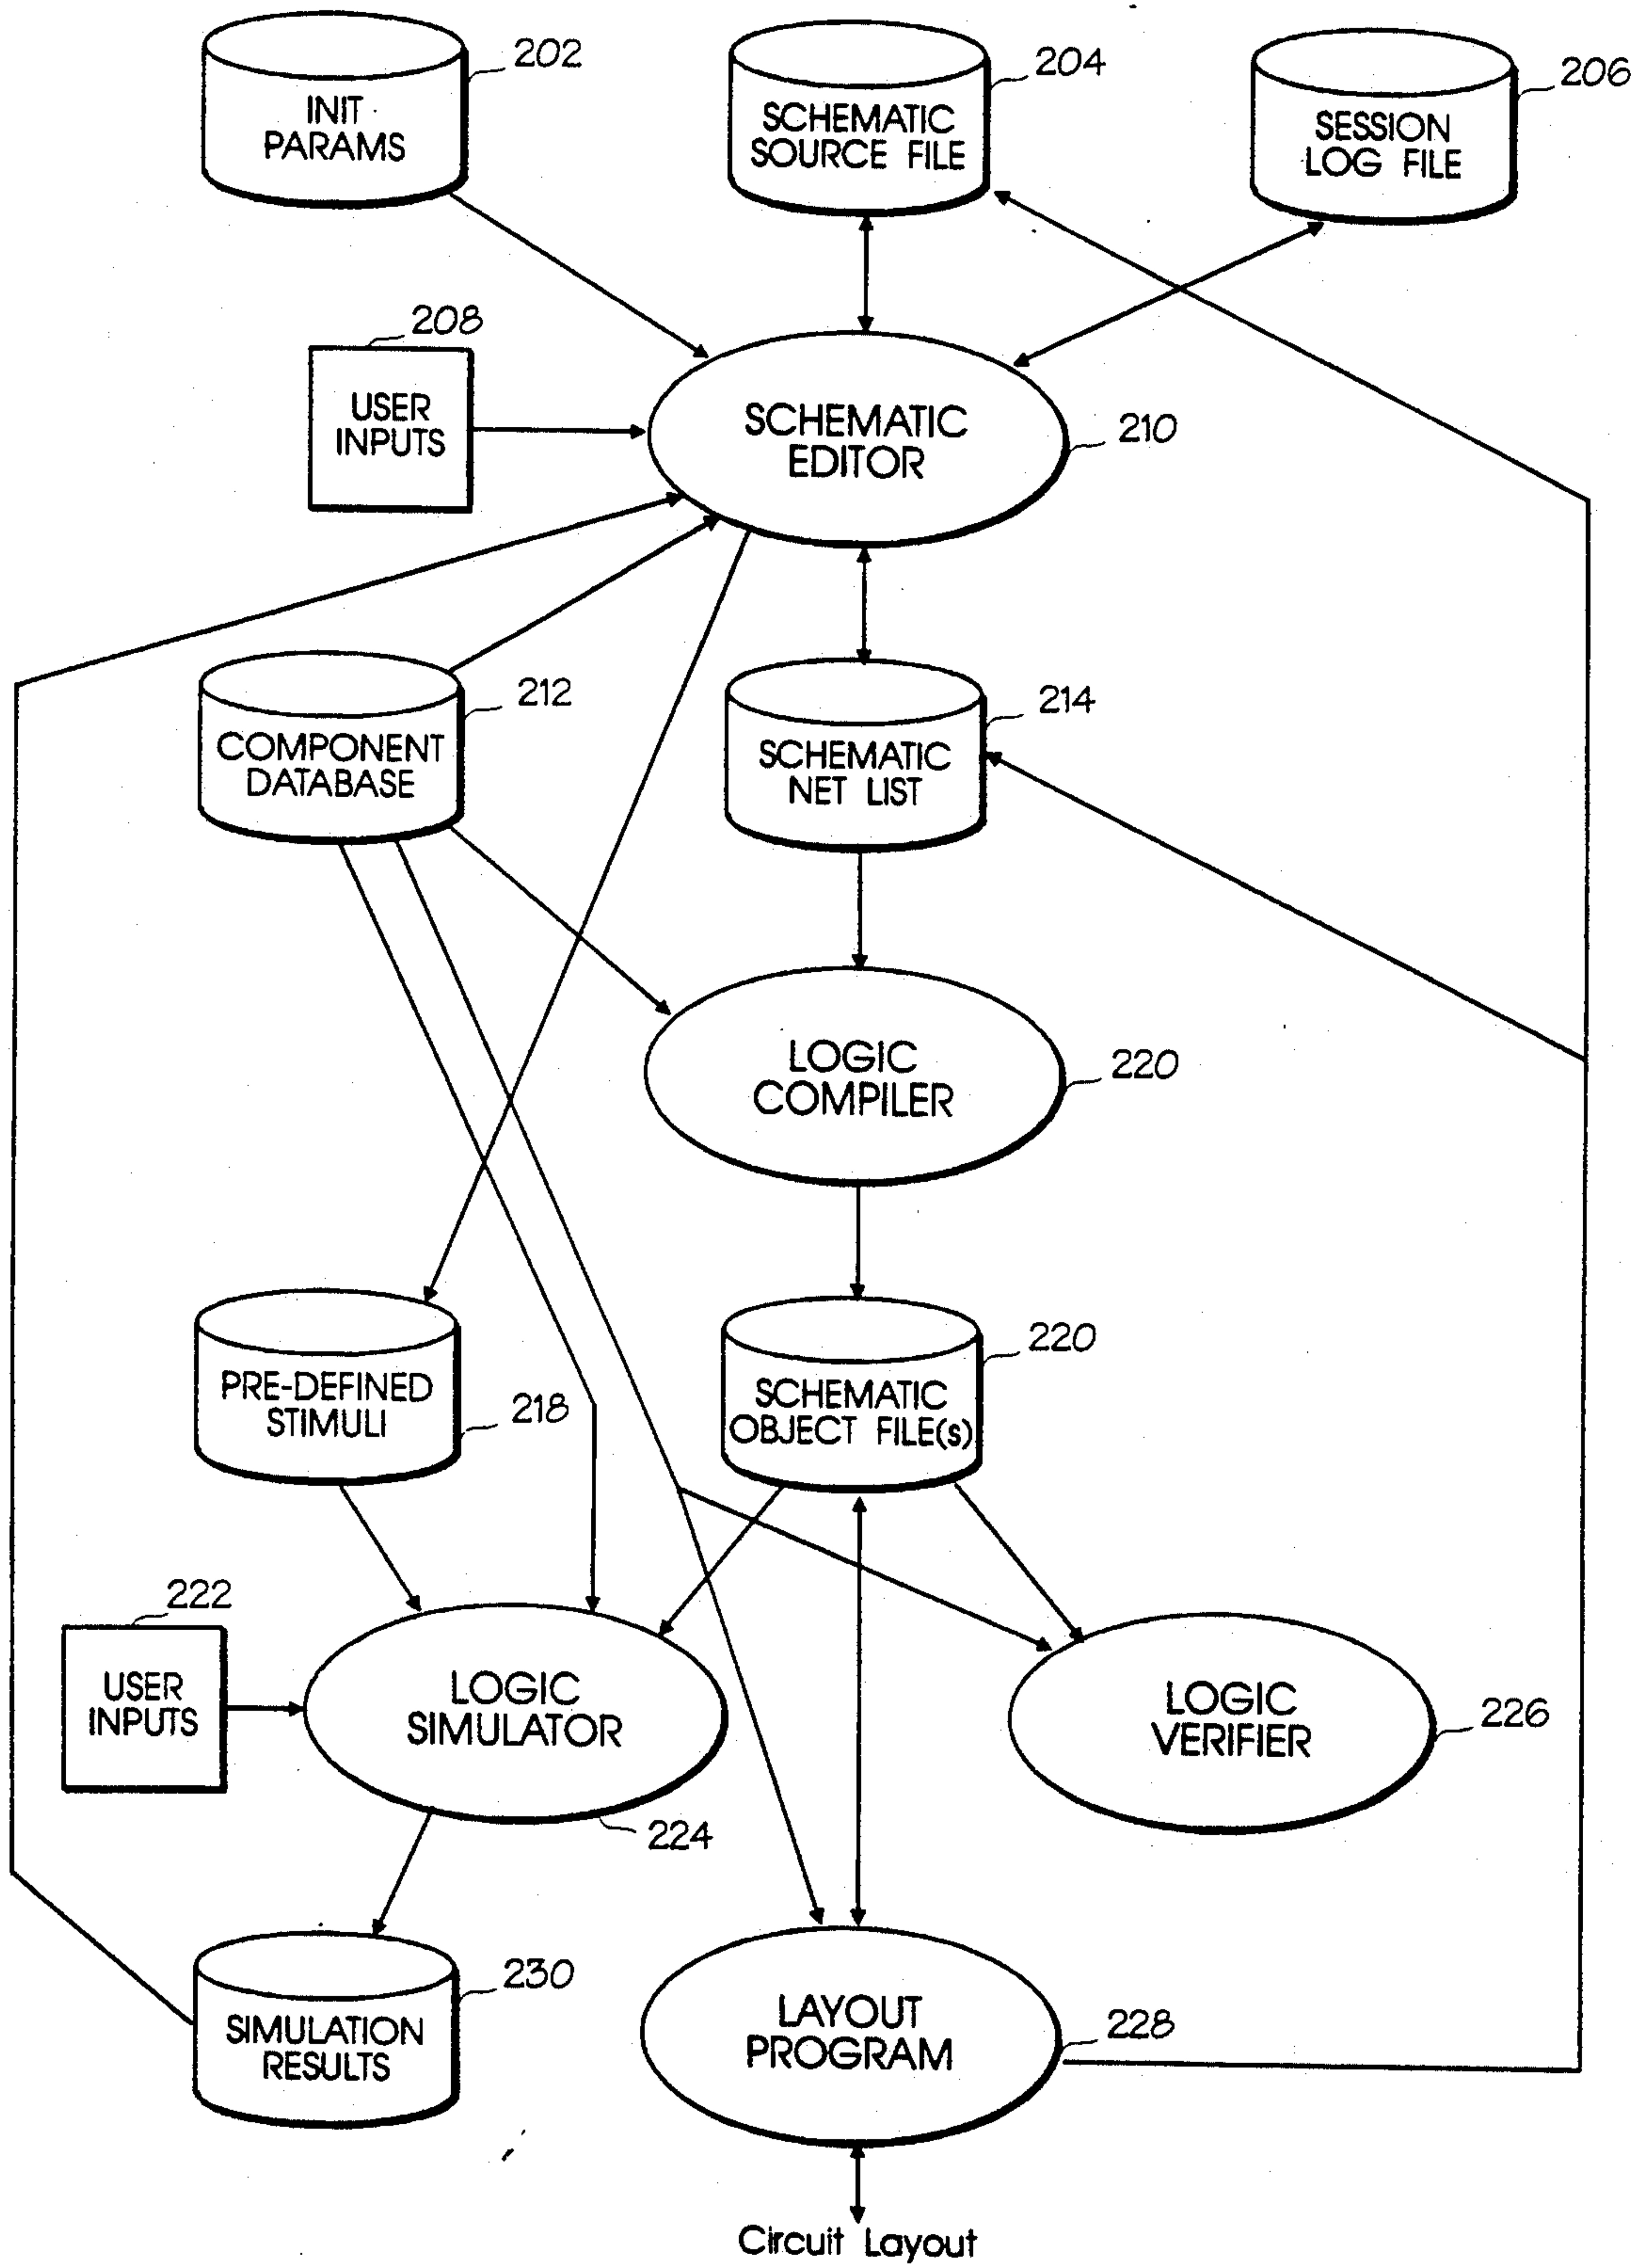 202
INIT
PARAMS
204
SCHEMATIC
SOURCE FILE
206
SESSION
LOG FILE
208
USER
INPUTS
SCHEMATIC
EDITOR
210
212
COMPONENT
DATABASE
214
SCHEMATIC
NET LIST
LOGIC
COMPILER
220
PRE-DEFINED
STIMULI
218
220
SCHEMATIC
OBJECT FILE(s)
222
USER
INPUTS
LOGIC
SIMULATOR
224
LOGIC
VERIFIER
226
230
SIMULATION
RESULTS
LAYOUT
PROGRAM
228
Circuit Layout